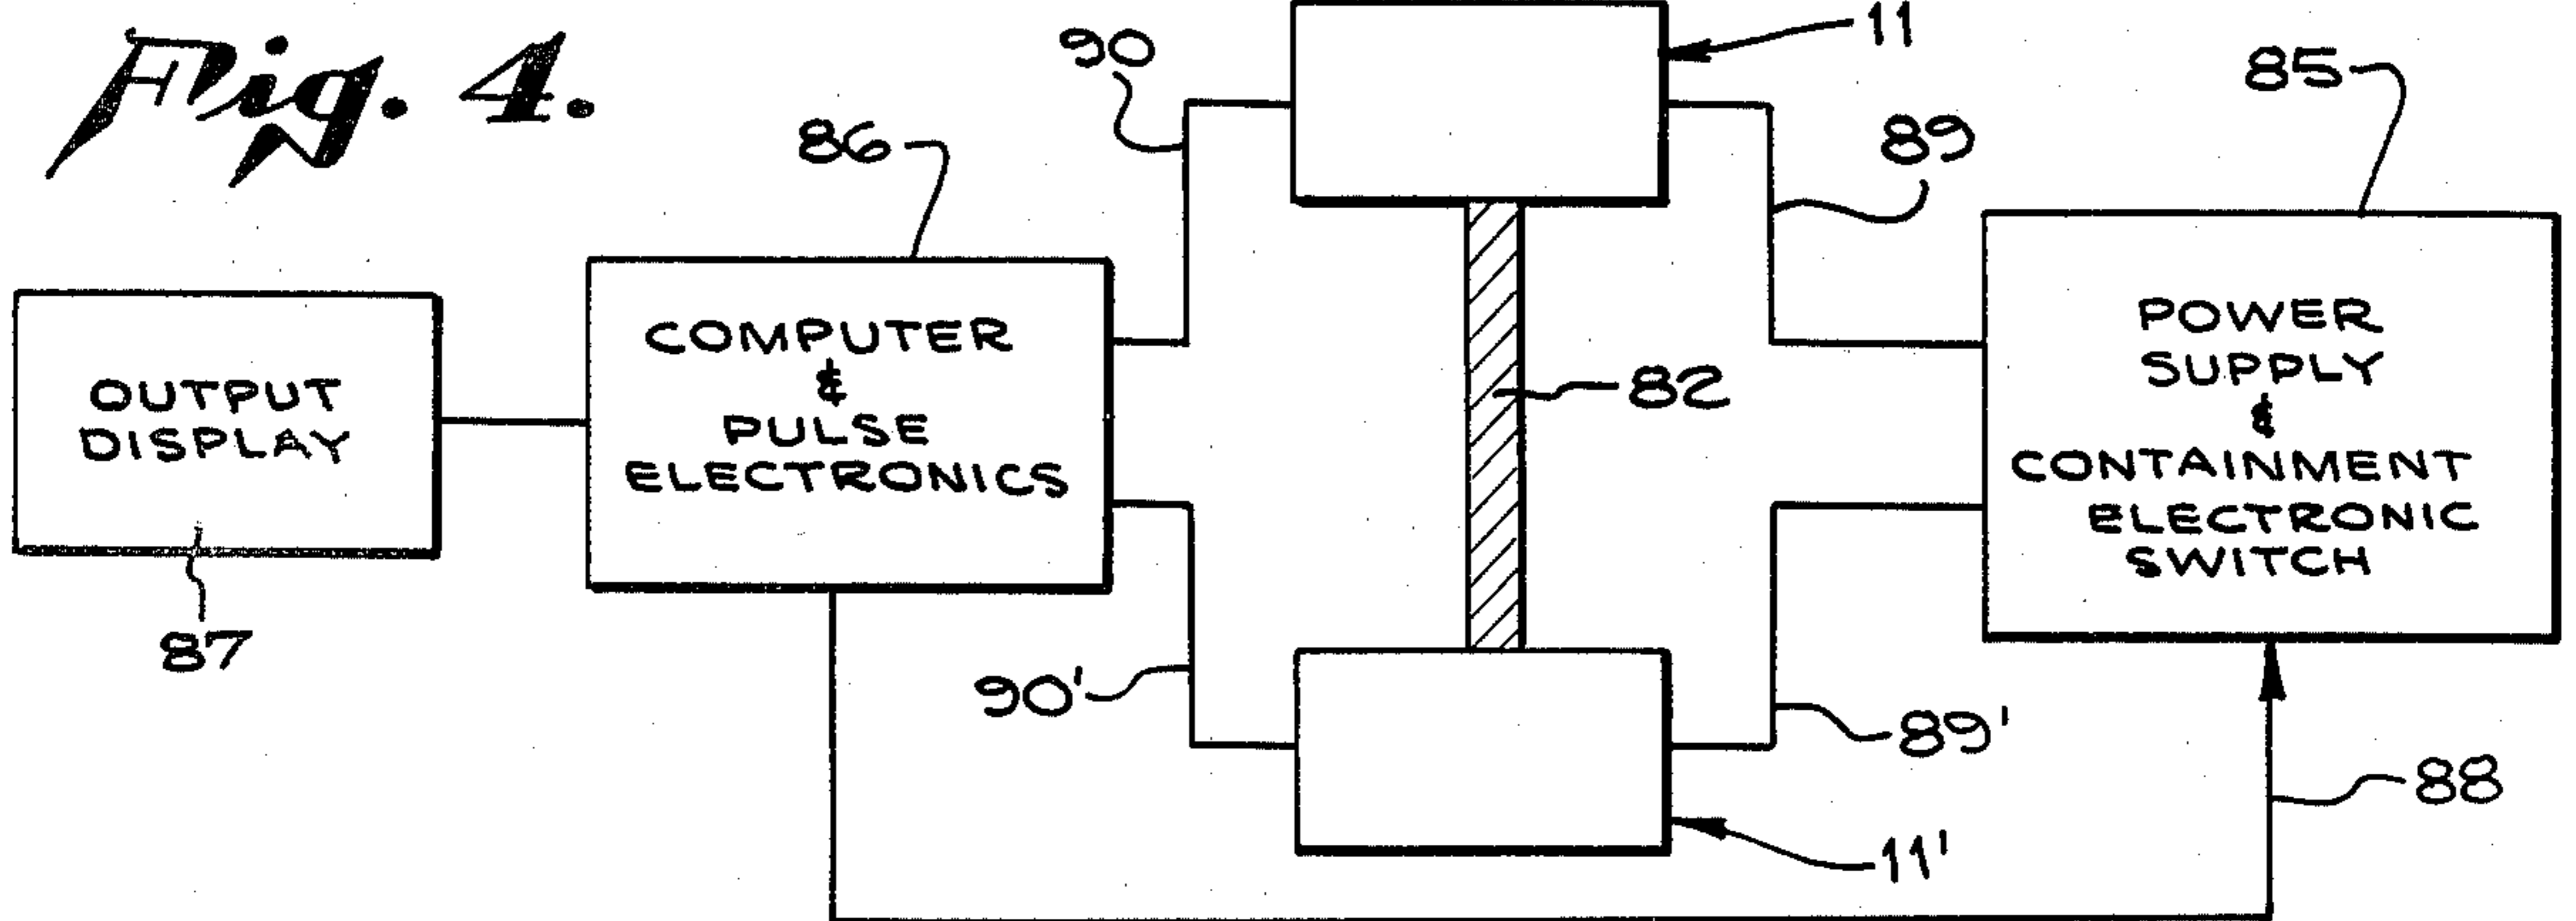 Fig. 4.
11
90
85
86
89
COMPUTER
&
PULSE
ELECTRONICS
POWER
SUPPLY
&
CONTAINMENT
ELECTRONIC
SWITCH
OUTPUT
DISPLAY
82
87
90'
89'
88
11'